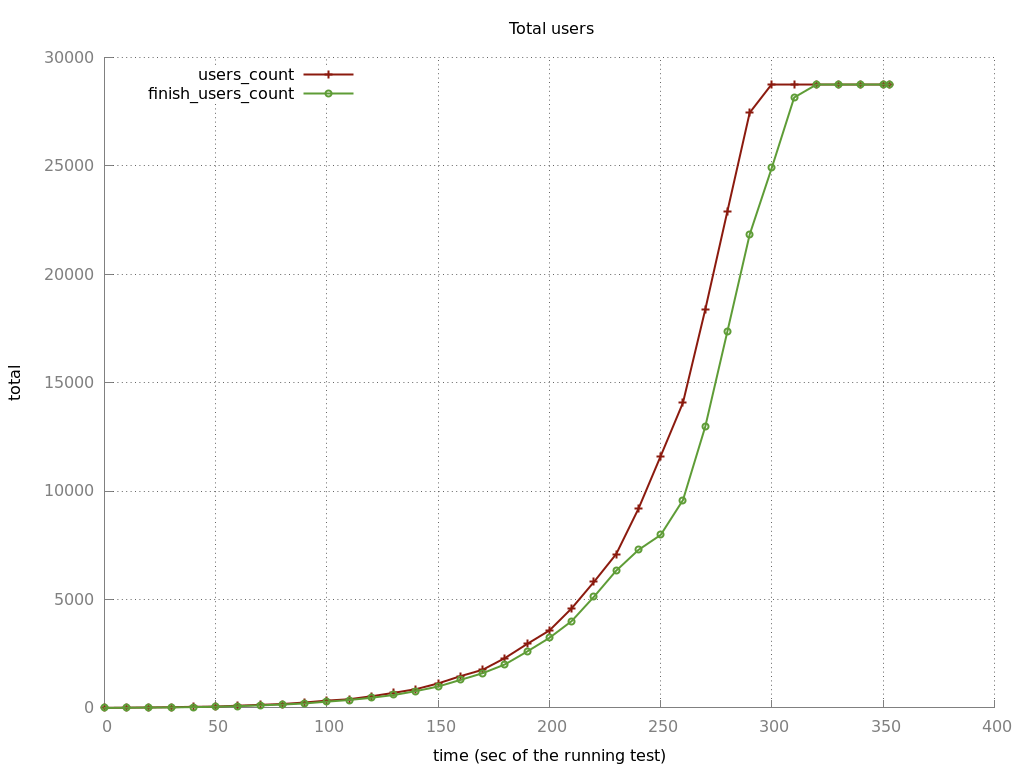 Total users
users_count
finish_users_count
30000
25000
20000
15000
10000
5000
0
total
0 50 100 150 200 250 300 350 400
time (sec of the running test)